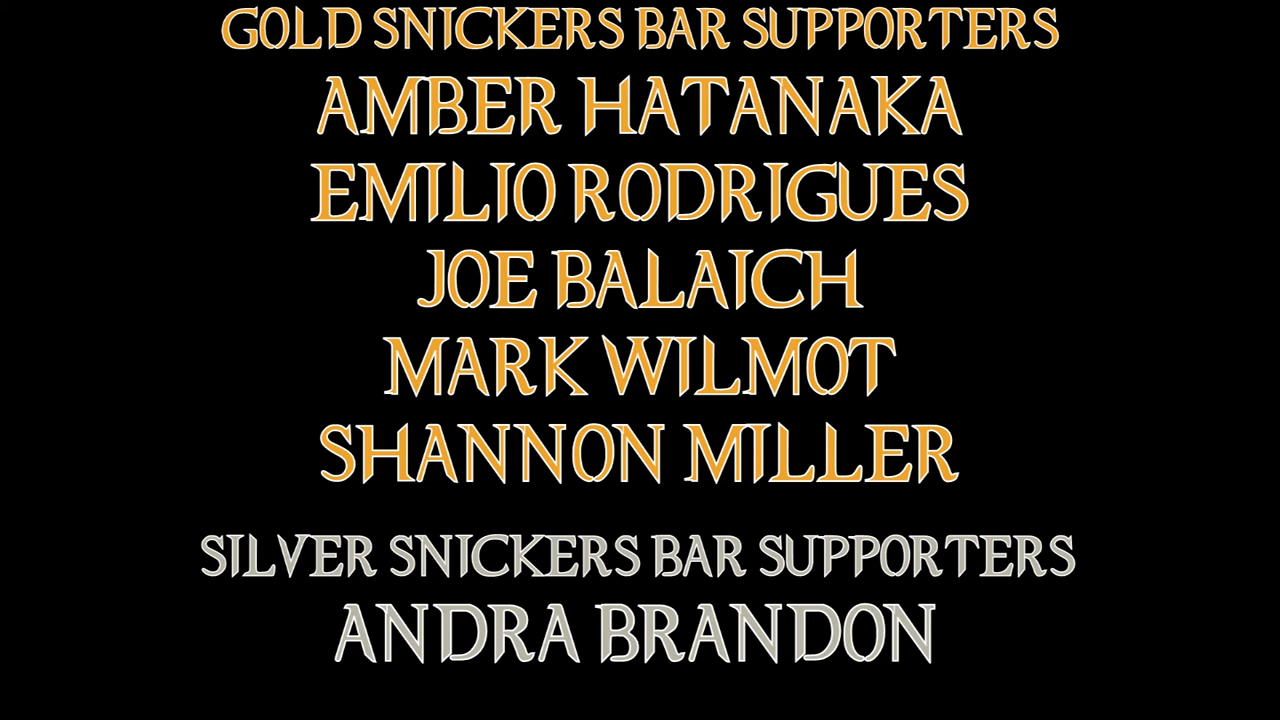 GOLD SNICKERS BAR SUPPORTERS
AMBER HATANAKA
EMILIO RODRIGUES
JOE BALAICH
MARK WILMOT
SHANNON MILLER
SILVER SNICKERS BAR SUPPORTERS
ANDRA BRANDON